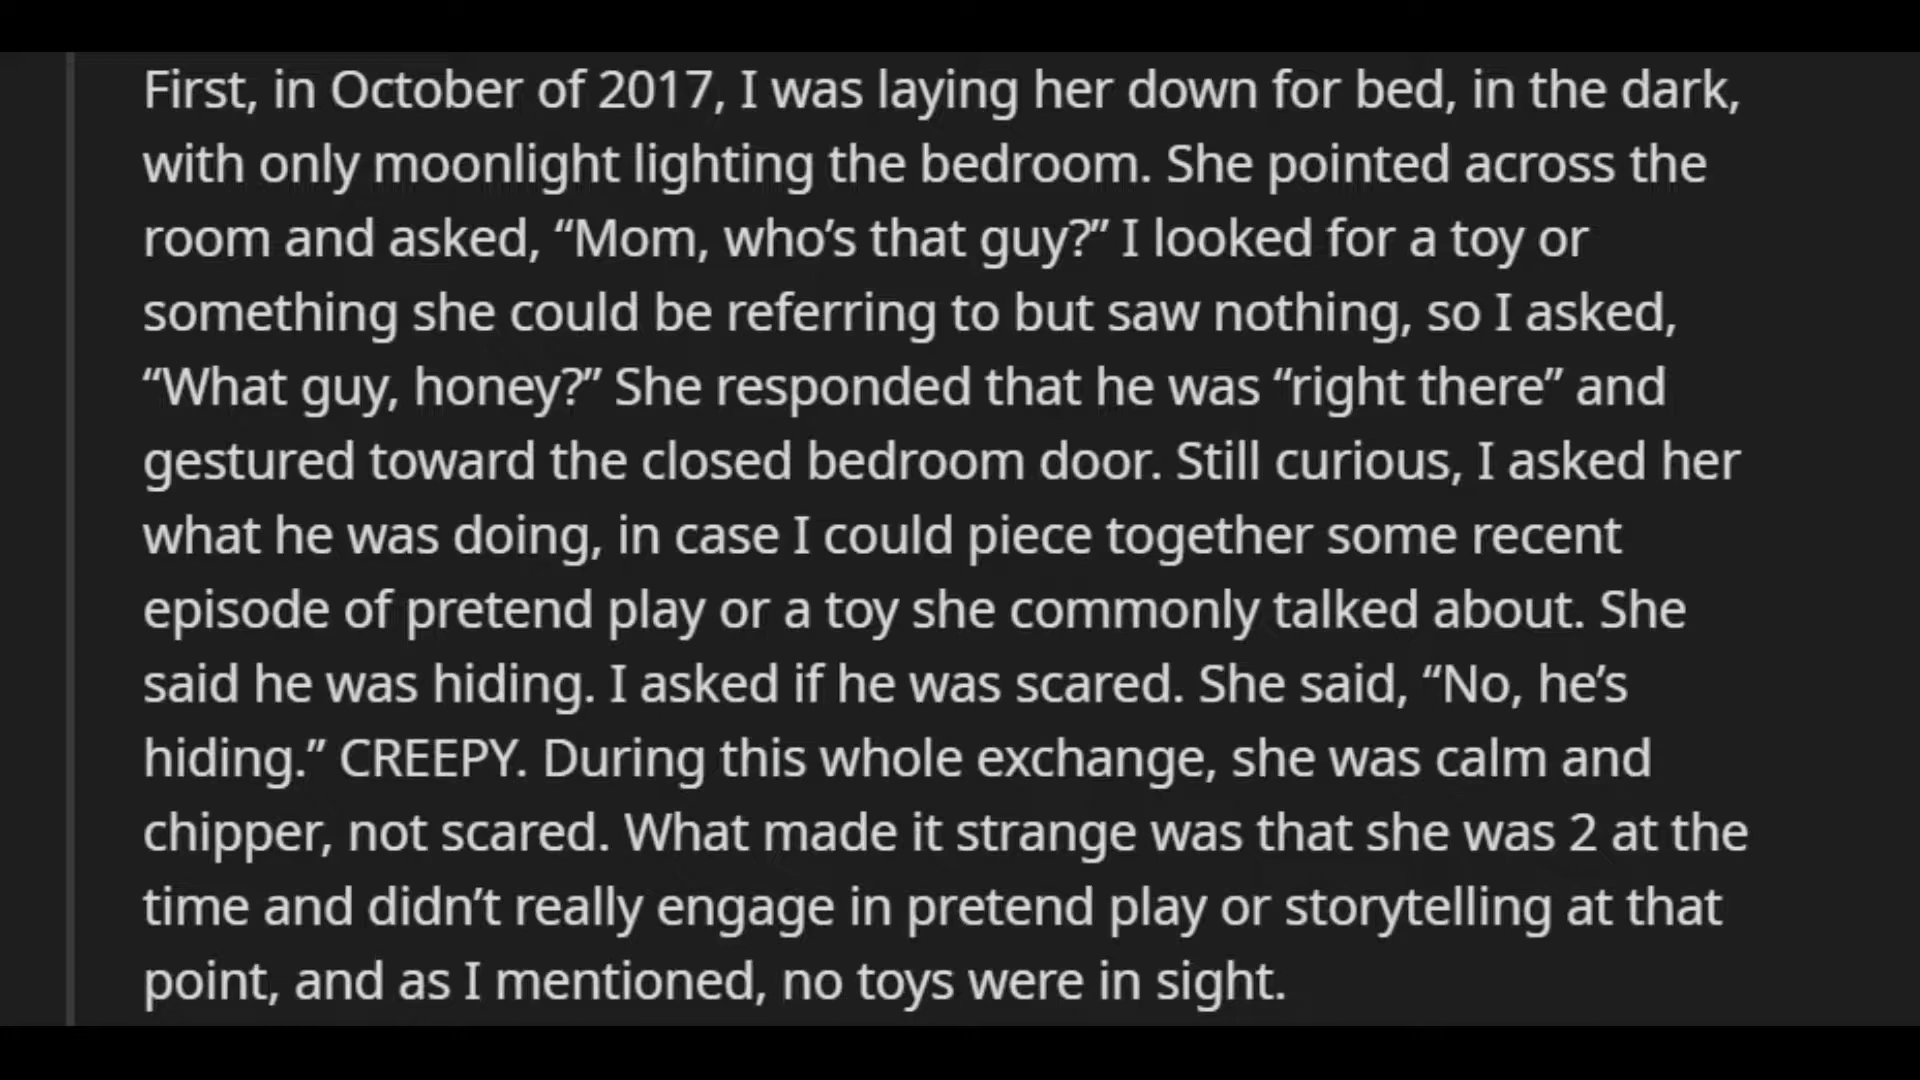 First, in October of 2017, I was laying her down for bed, in the dark,
with only moonlight lighting the bedroom. She pointed across the
room and asked, “Mom, who’s that guy?” I looked for a toy or
something she could be referring to but saw nothing, so I asked,
“What guy, honey?” She responded that he was “right there” and
gestured toward the closed bedroom door. Still curious, I asked her
what he was doing, in case I could piece together some recent
episode of pretend play or a toy she commonly talked about. She
said he was hiding. I asked if he was scared. She said, “No, he’s
hiding.” CREEPY. During this whole exchange, she was calm and
chipper, not scared. What made it strange was that she was 2 at the
time and didn’t really engage in pretend play or storytelling at that
point, and as I mentioned, no toys were in sight.